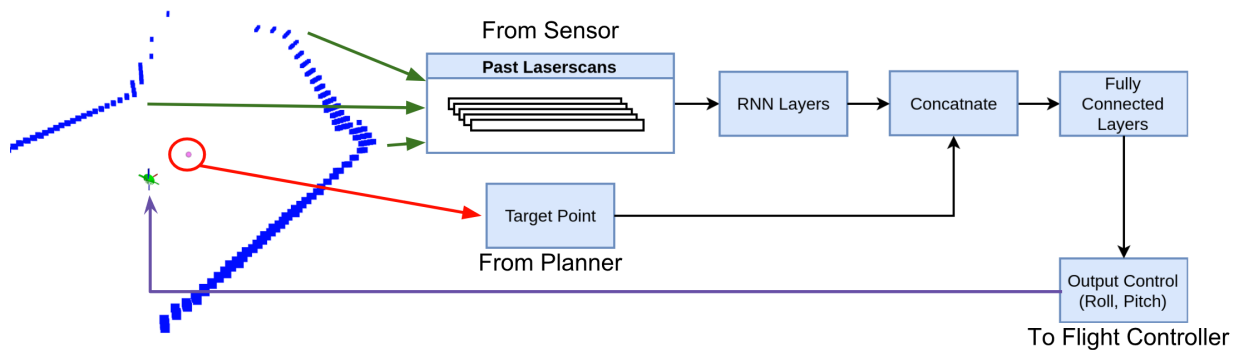 From Sensor
Past Laserscans
RNN Layers
Concatnate
Fully
Connected
Layers
Target Point
From Planner
Output Control
(Roll, Pitch)
To Flight Controller